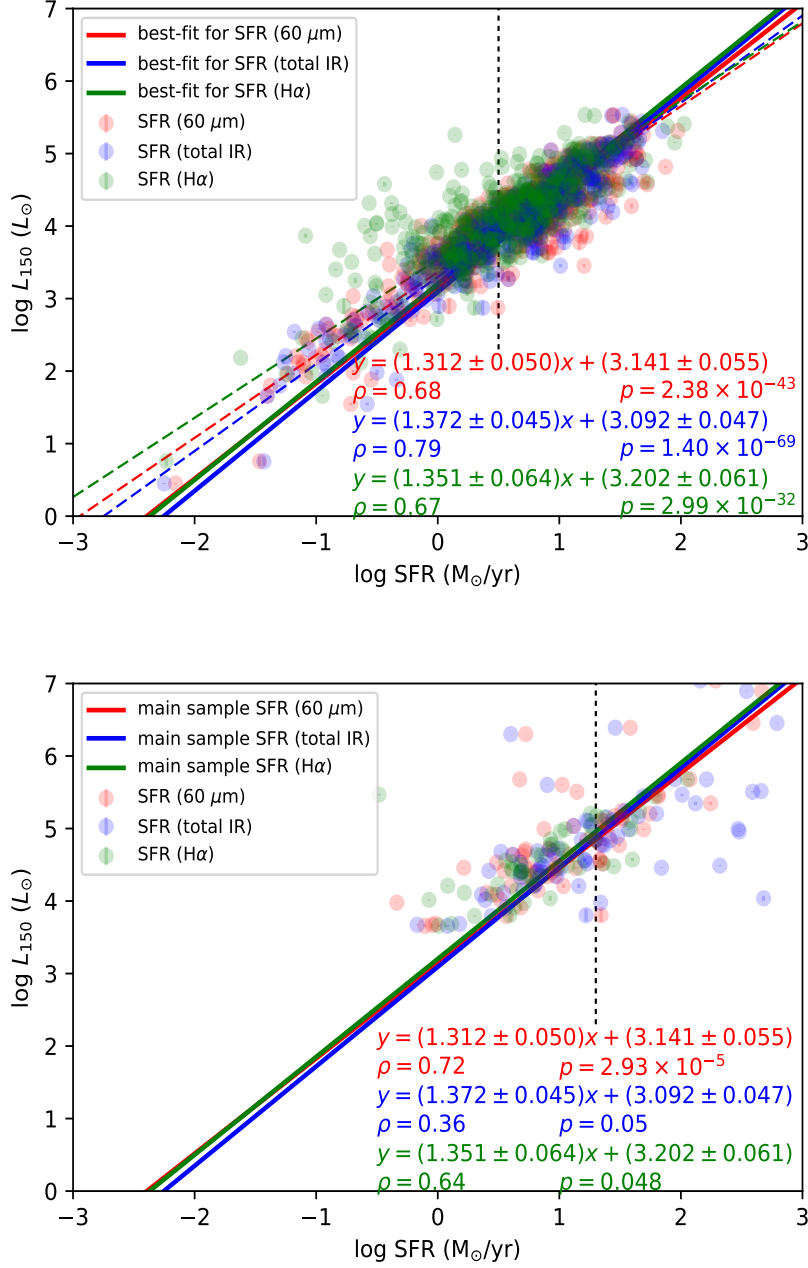 7
6
5
4
3
2
1
0
log L₁₅₀ (L⊙)
best-fit for SFR (60 μm)
best-fit for SFR (total IR)
best-fit for SFR (Hα)
SFR (60 μm)
SFR (total IR)
SFR (Hα)
y = (1.312 ± 0.050)x + (3.141 ± 0.055)
ρ = 0.68 p = 2.38 × 10⁻⁴³
y = (1.372 ± 0.045)x + (3.092 ± 0.047)
ρ = 0.79 p = 1.40 × 10⁻⁶⁹
y = (1.351 ± 0.064)x + (3.202 ± 0.061)
ρ = 0.67 p = 2.99 × 10⁻³²
−3 −2 −1 0 1 2 3
log SFR (M⊙/yr)
7
6
5
4
3
2
1
0
log L₁₅₀ (L⊙)
main sample SFR (60 μm)
main sample SFR (total IR)
main sample SFR (Hα)
SFR (60 μm)
SFR (total IR)
SFR (Hα)
y = (1.312 ± 0.050)x + (3.141 ± 0.055)
ρ = 0.72 p = 2.93 × 10⁻⁵
y = (1.372 ± 0.045)x + (3.092 ± 0.047)
ρ = 0.36 p = 0.05
y = (1.351 ± 0.064)x + (3.202 ± 0.061)
ρ = 0.64 p = 0.048
−3 −2 −1 0 1 2 3
log SFR (M⊙/yr)